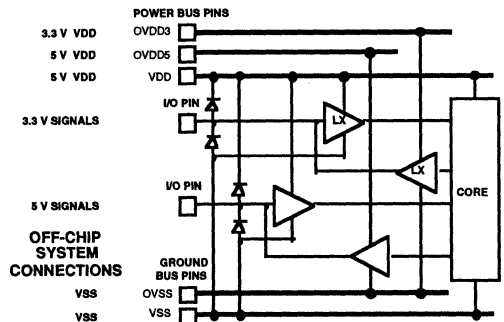 POWER BUS PINS
3.3 V VDD OVDD3
5 V VDD OVDD5
5 V VDD VDD
I/O PIN
3.3 V SIGNALS
LX
LX
I/O PIN
CORE
5 V SIGNALS
OFF-CHIP
SYSTEM
CONNECTIONS
GROUND
BUS PINS
VSS OVSS
VSS VSS